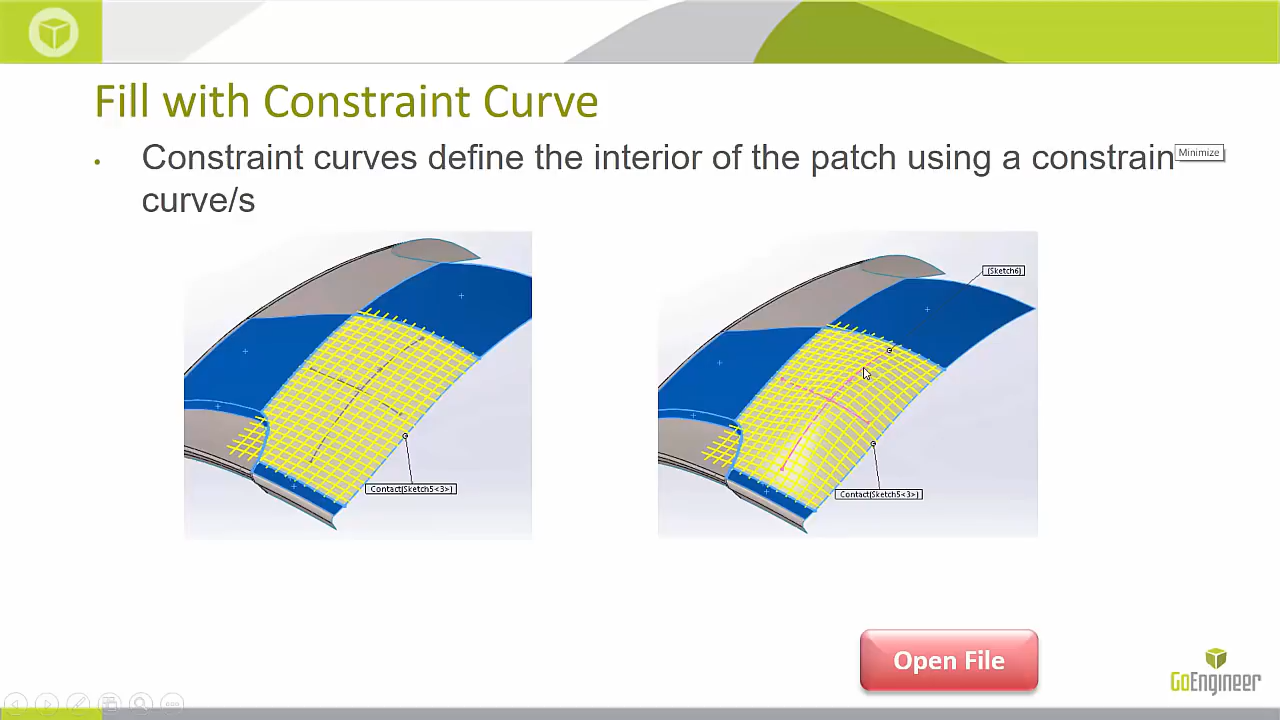 Fill with Constraint Curve
• Constraint curves define the interior of the patch using a constrain
Minimize
curve/s
Contact(Sketch5<3>)
(Sketch6)
Contact(Sketch5<3>)
Open File
GoEngineer